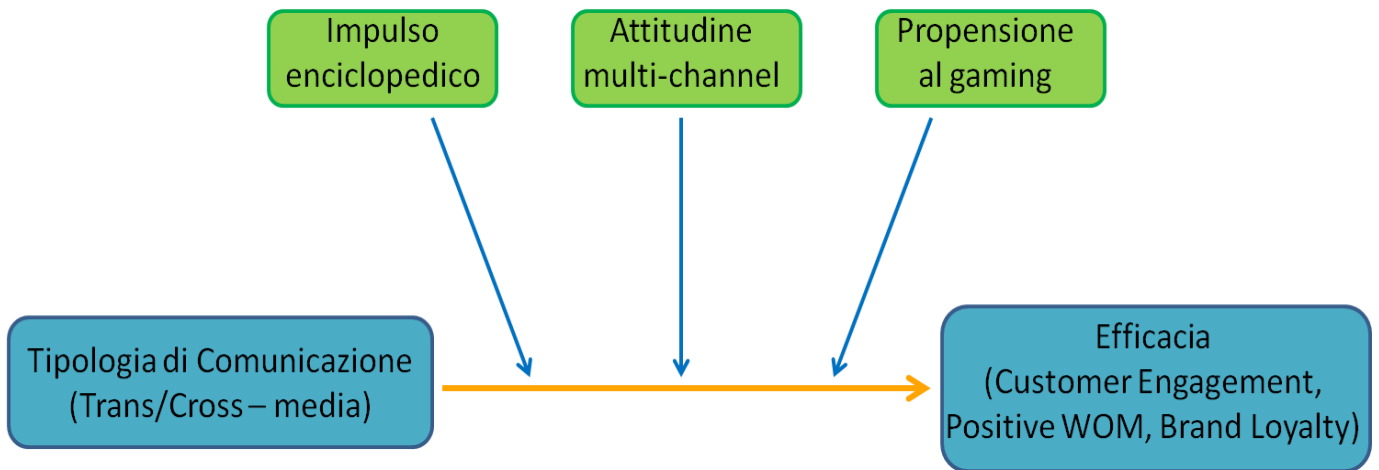 Impulso
enciclopedico
Attitudine
multi-channel
Propensione
al gaming
Tipologia di Comunicazione
(Trans/Cross – media)
Efficacia
(Customer Engagement,
Positive WOM, Brand Loyalty)